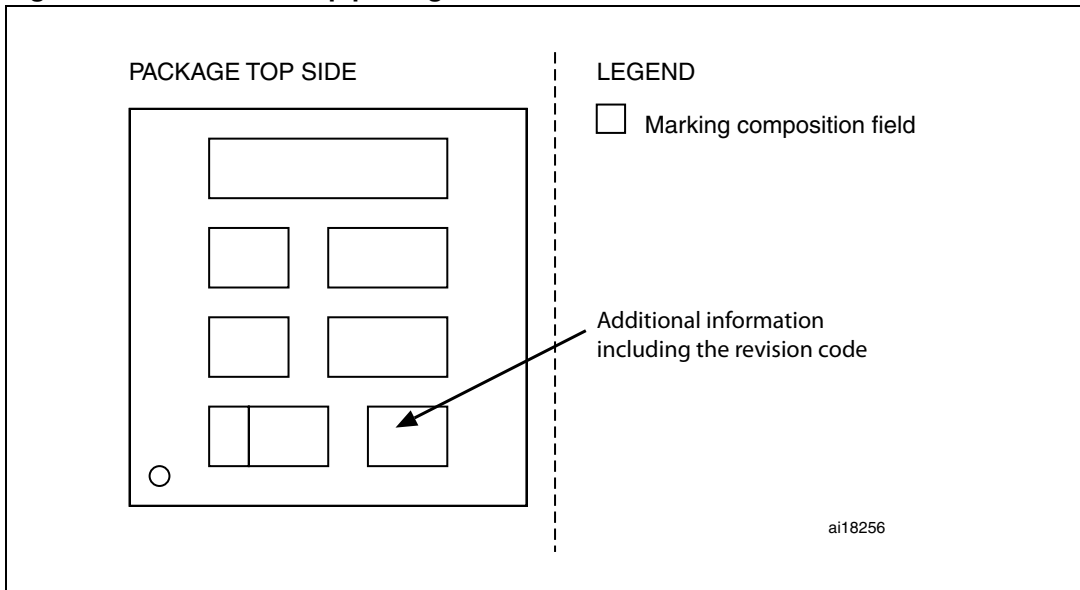 PACKAGE TOP SIDE
LEGEND
Marking composition field
Additional information
including the revision code
ai18256